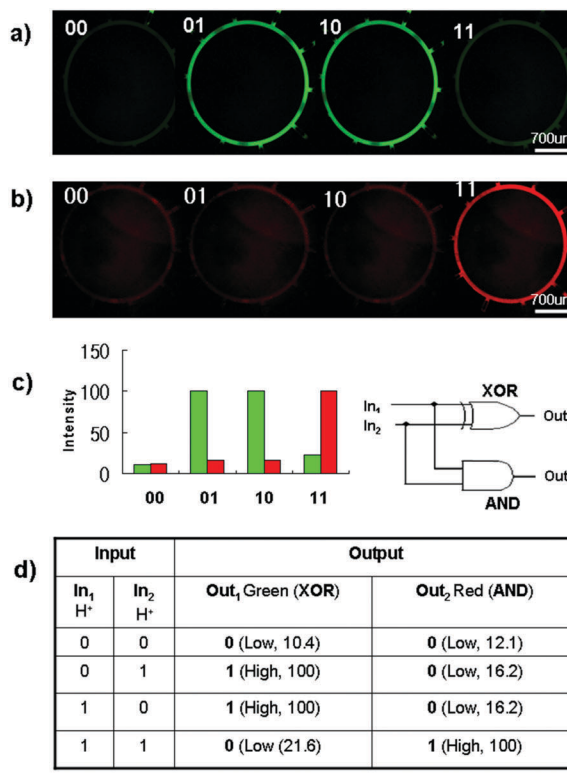 a)
00
01
10
11
700um
b)
00
01
10
11
700um
c)
150
100
50
0
Intensity
00
01
10
11
In1
In2
XOR
Out
AND
Out
d)
Input
Output
In1 H+
In2 H+
Out1 Green (XOR)
Out2 Red (AND)
0 0 0 (Low, 10.4) 0 (Low, 12.1)
0 1 1 (High, 100) 0 (Low, 16.2)
1 0 1 (High, 100) 0 (Low, 16.2)
1 1 0 (Low (21.6) 1 (High, 100)